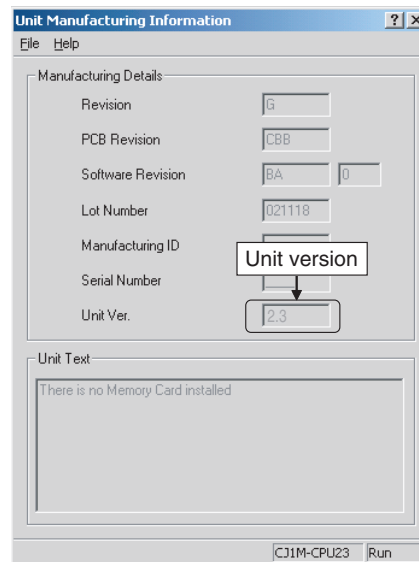 Unit Manufacturing Information
File Help
Manufacturing Details
Revision G
PCB Revision CBB
Software Revision BA 0
Lot Number 021118
Manufacturing ID
Unit version
Serial Number
Unit Ver. 2.3
Unit Text
There is no Memory Card installed
CJ1M-CPU23 Run